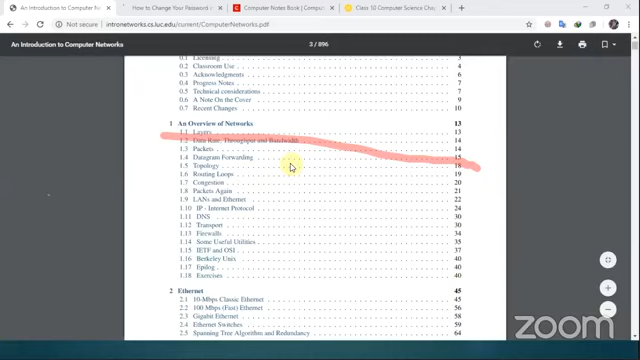 An Introduction to Computer Netw
How to Change Your Password o
Computer Notes Book | Comput
Class 10 Computer Science Chap
Not secure | intronetworks.cs.luc.edu/current/ComputerNetworks.pdf
An Introduction to Computer Networks
3 / 896
0.1 Licensing
0.2 Classroom Use 4
0.3 Acknowledgments 6
0.4 Progress Notes 7
0.5 Technical considerations 7
0.6 A Note On the Cover 9
0.7 Recent Changes 10
1 An Overview of Networks 13
1.1 Layers 13
1.2 Data Rate, Throughput and Bandwidth 14
1.3 Packets 14
1.4 Datagram Forwarding 15
1.5 Topology 18
1.6 Routing Loops 19
1.7 Congestion 20
1.8 Packets Again 21
1.9 LANs and Ethernet 22
1.10 IP - Internet Protocol 24
1.11 DNS 30
1.12 Transport 30
1.13 Firewalls 34
1.14 Some Useful Utilities 35
1.15 IETF and OSI 37
1.16 Berkeley Unix 40
1.17 Epilog 40
1.18 Exercises 40
2 Ethernet 45
2.1 10-Mbps Classic Ethernet 45
2.2 100 Mbps (Fast) Ethernet 56
2.3 Gigabit Ethernet 58
2.4 Ethernet Switches 59
2.5 Spanning Tree Algorithm and Redundancy 64
zoom